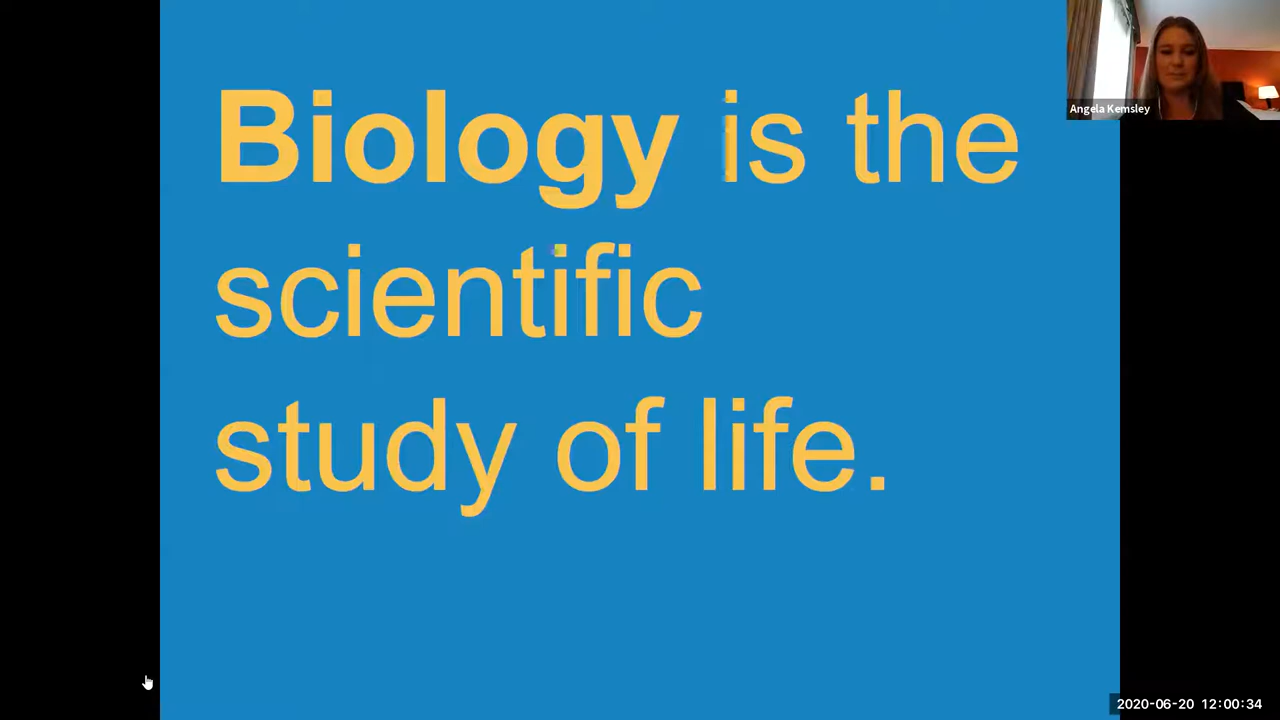 Biology is the
scientific
study of life.
Angela Kemsley
2020-06-20 12:00:34